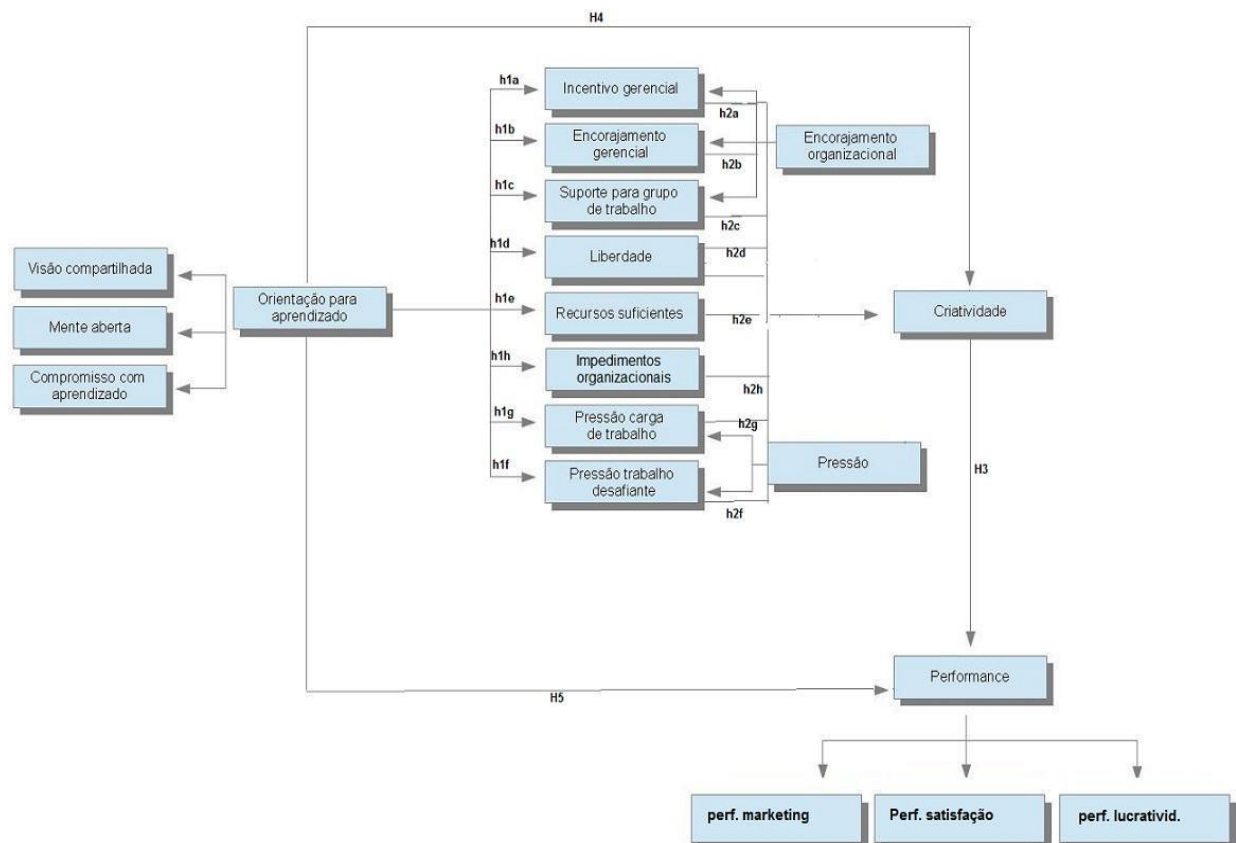 H4
h1a
Incentivo gerencial
h2a
h1b
Encorajamento
gerencial
h2b
Encorajamento
organizacional
h1c
Suporte para grupo
de trabalho
h2c
h1d
Liberdade
h2d
Visão compartilhada
Mente aberta
Compromisso com
aprendizado
Orientação para
aprendizado
h1e
Recursos suficientes
h2e
Criatividade
h1h
Impedimentos
organizacionais
h2h
h1g
Pressão carga
de trabalho
h2g
h1f
Pressão trabalho
desafiante
h2f
Pressão
H3
Performance
H5
perf. marketing
Perf. satisfação
perf. lucrativid.